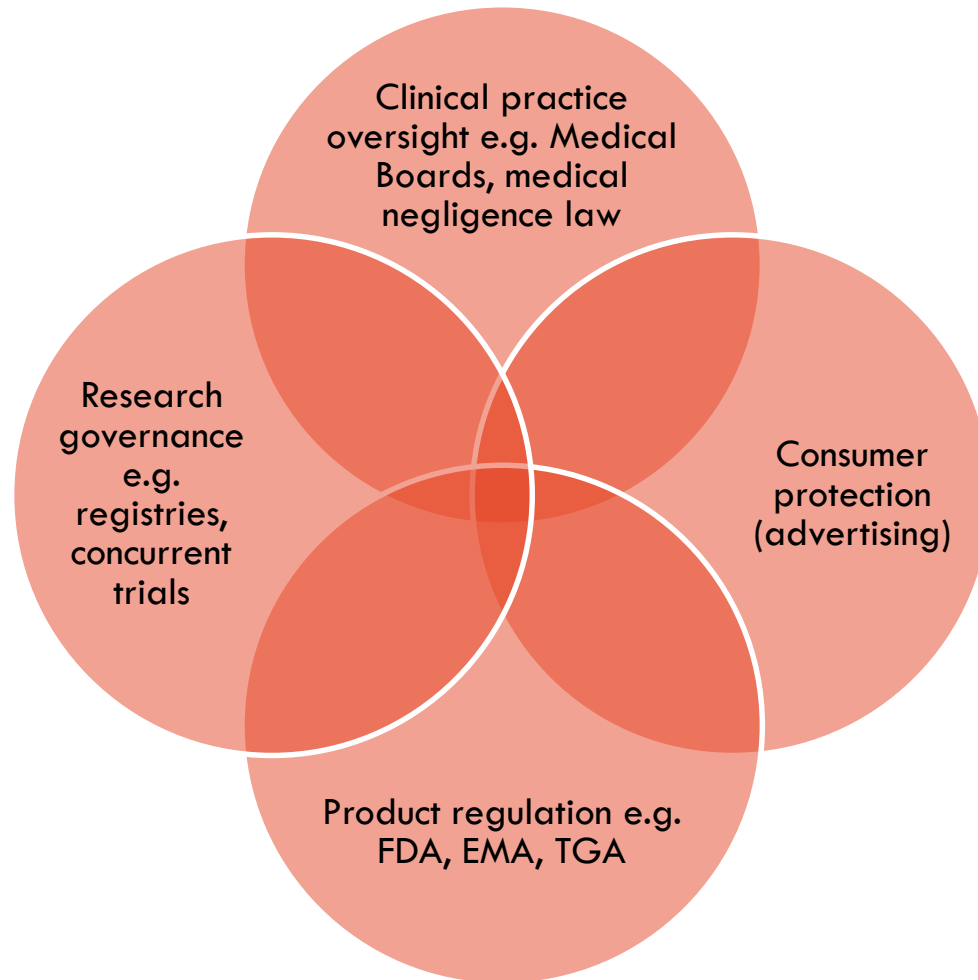 Clinical practice
oversight e.g. Medical
Boards, medical
negligence law
Research
governance
e.g.
registries,
concurrent
trials
Consumer
protection
(advertising)
Product regulation e.g.
FDA, EMA, TGA